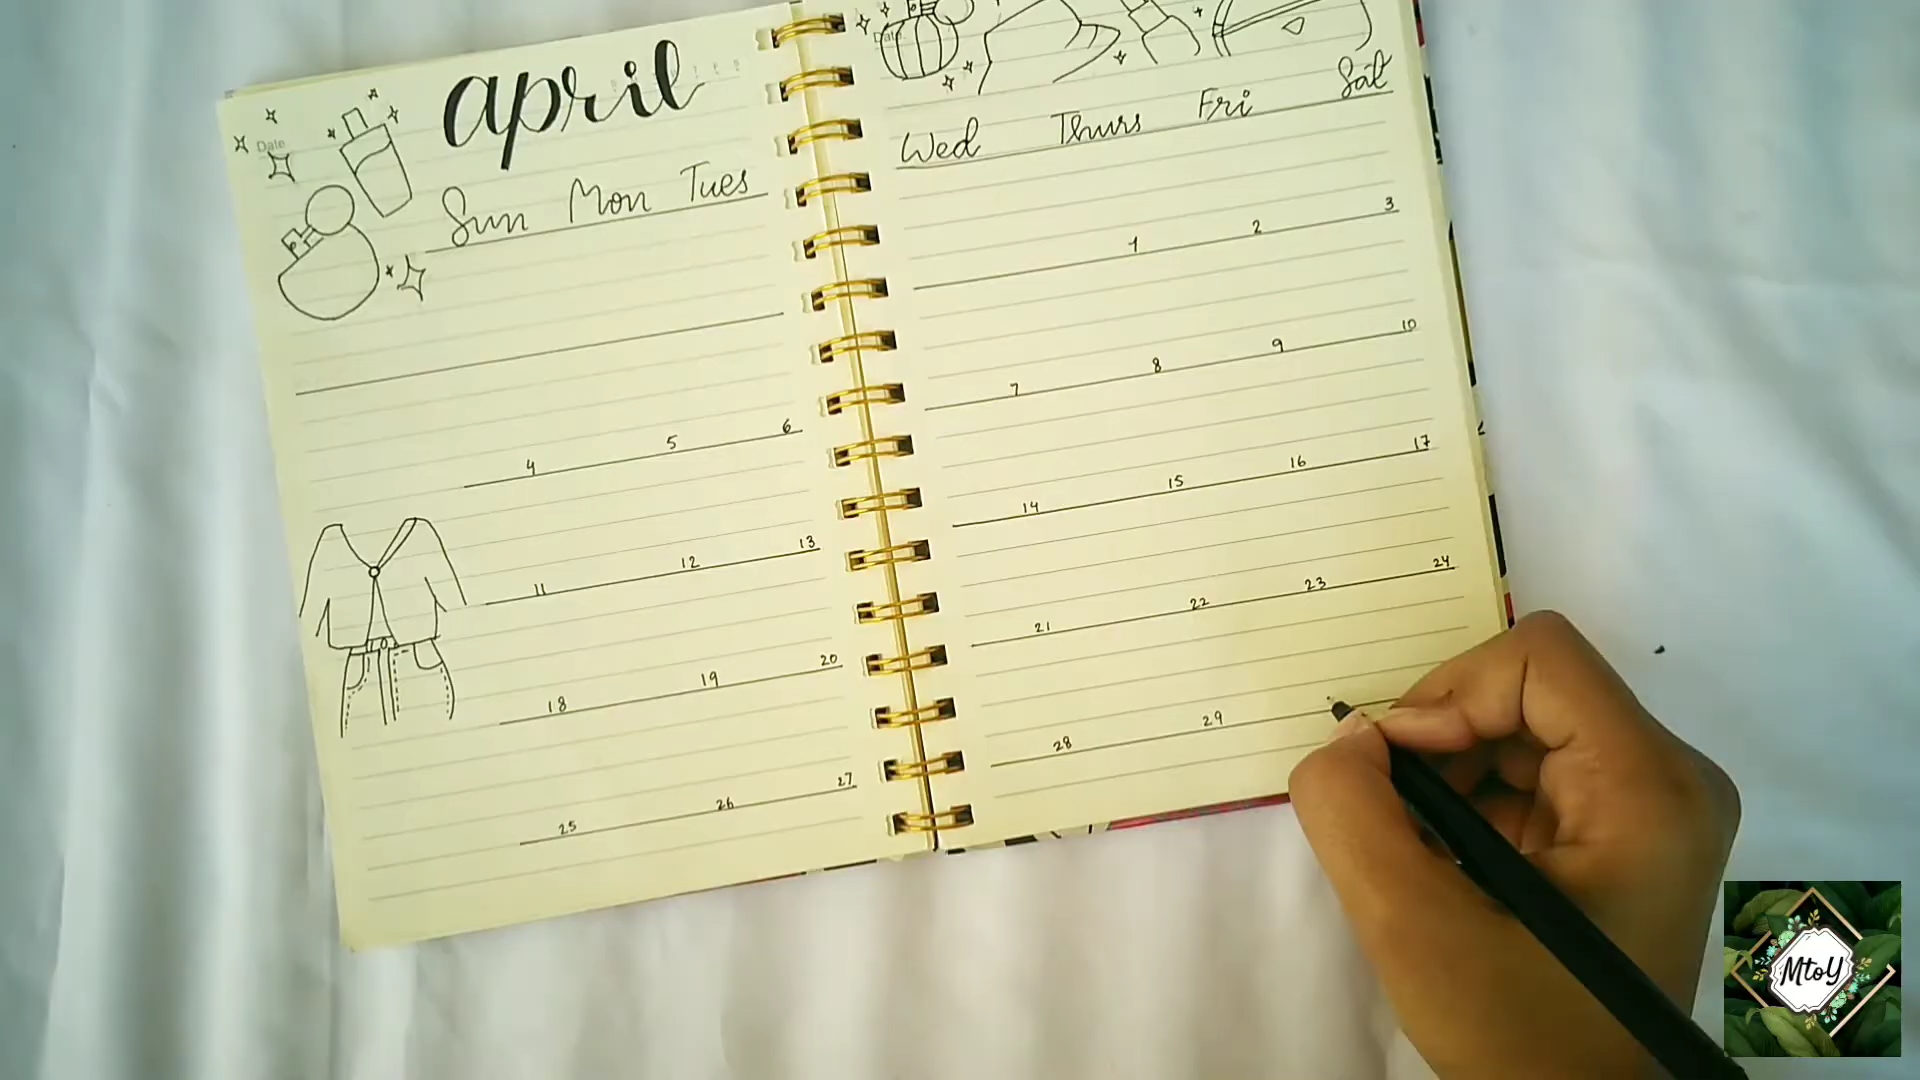 april
Date
Sun Mon Tues
4 5 6
11 12 13
18 19 20
25 26 27
Date
Wed Thurs Fri Sat
1 2 3
7 8 9 10
14 15 16 17
21 22 23 24
28 29
MtoY